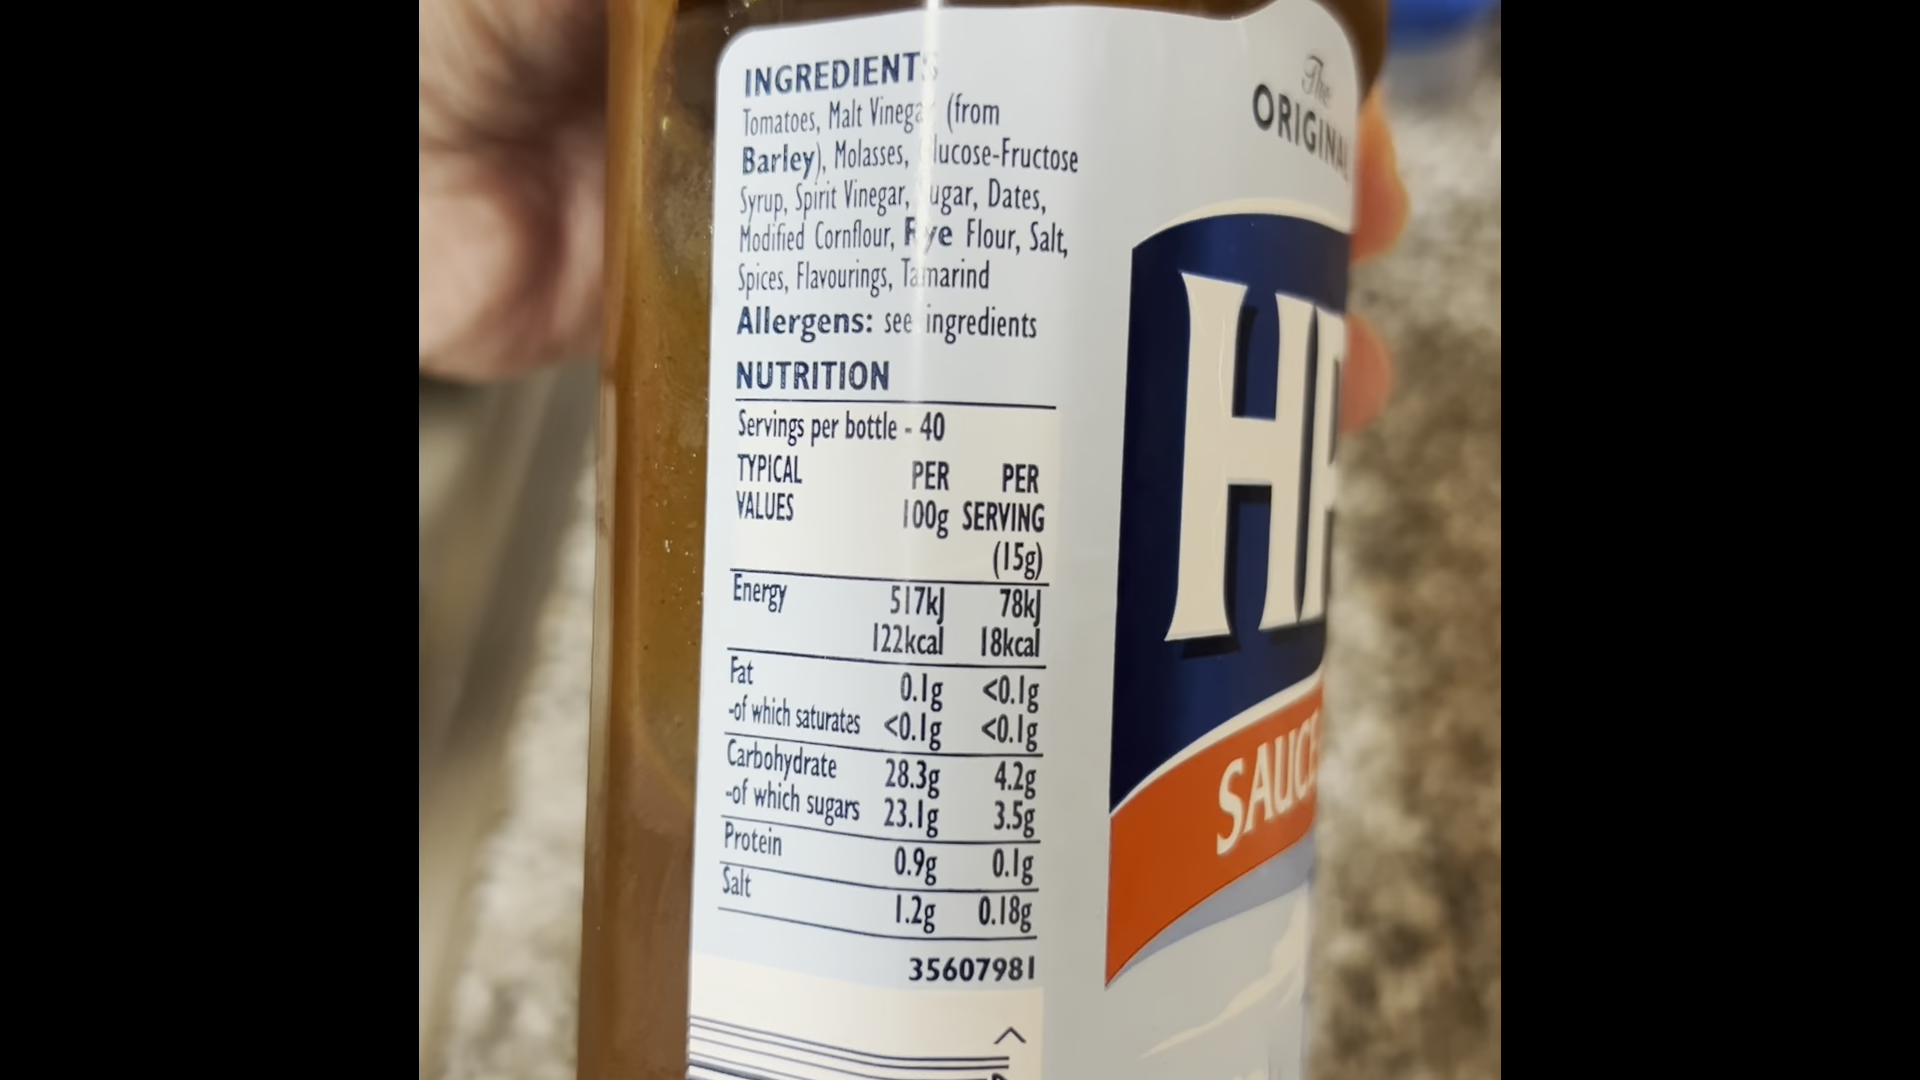 INGREDIENTS
Tomatoes, Malt Vinegar (from
Barley), Molasses, Glucose-Fructose
Syrup, Spirit Vinegar, Sugar, Dates,
Modified Cornflour, Rye Flour, Salt,
Spices, Flavourings, Tamarind
Allergens: see ingredients
NUTRITION
Servings per bottle - 40
TYPICAL PER PER
VALUES 100g SERVING
(15g)
Energy 517kJ 78kJ
122kcal 18kcal
Fat 0.1g <0.1g
-of which saturates <0.1g <0.1g
Carbohydrate 28.3g 4.2g
-of which sugars 23.1g 3.5g
Protein 0.9g 0.1g
Salt 1.2g 0.18g
35607981
The
ORIGINAL
HP
SAUCE